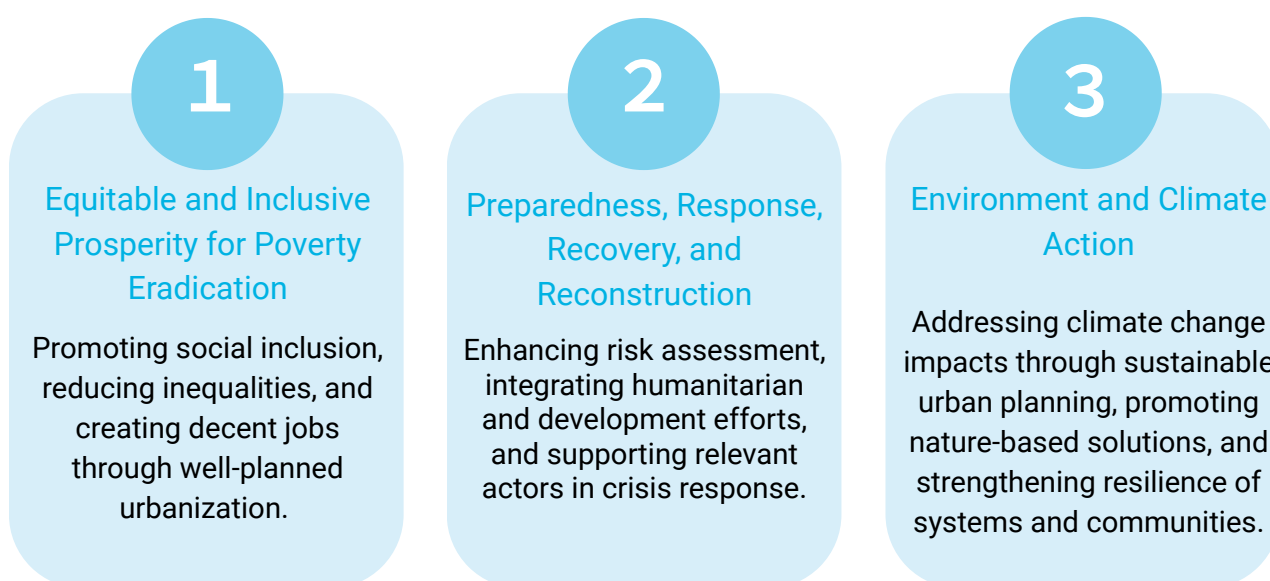 1
Equitable and Inclusive
Prosperity for Poverty
Eradication
Promoting social inclusion,
reducing inequalities, and
creating decent jobs
through well-planned
urbanization.
2
Preparedness, Response,
Recovery, and
Reconstruction
Enhancing risk assessment,
integrating humanitarian
and development efforts,
and supporting relevant
actors in crisis response.
3
Environment and Climate
Action
Addressing climate change
impacts through sustainable
urban planning, promoting
nature-based solutions, and
strengthening resilience of
systems and communities.